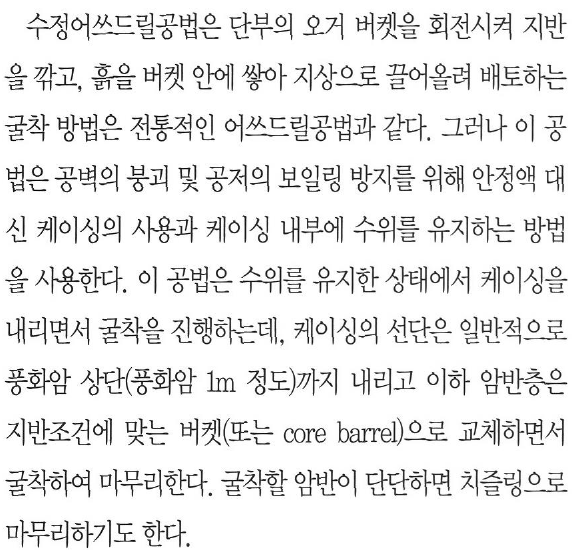 수정어쓰드릴공법은 단부의 오거 버켓을 회전시켜 지반
을 깎고, 흙을 버켓 안에 쌓아 지상으로 끌어올려 배토하는
굴착 방법은 전통적인 어쓰드릴공법과 같다. 그러나 이 공
법은 공벽의 붕괴 및 공저의 보일링 방지를 위해 안정액 대
신 케이싱의 사용과 케이싱 내부에 수위를 유지하는 방법
을 사용한다. 이 공법은 수위를 유지한 상태에서 케이싱을
내리면서 굴착을 진행하는데, 케이싱의 선단은 일반적으로
풍화암 상단(풍화암 1m 정도)까지 내리고 이하 암반층은
지반조건에 맞는 버켓(또는 core barrel)으로 교체하면서
굴착하여 마무리한다. 굴착할 암반이 단단하면 치즐링으로
마무리하기도 한다.